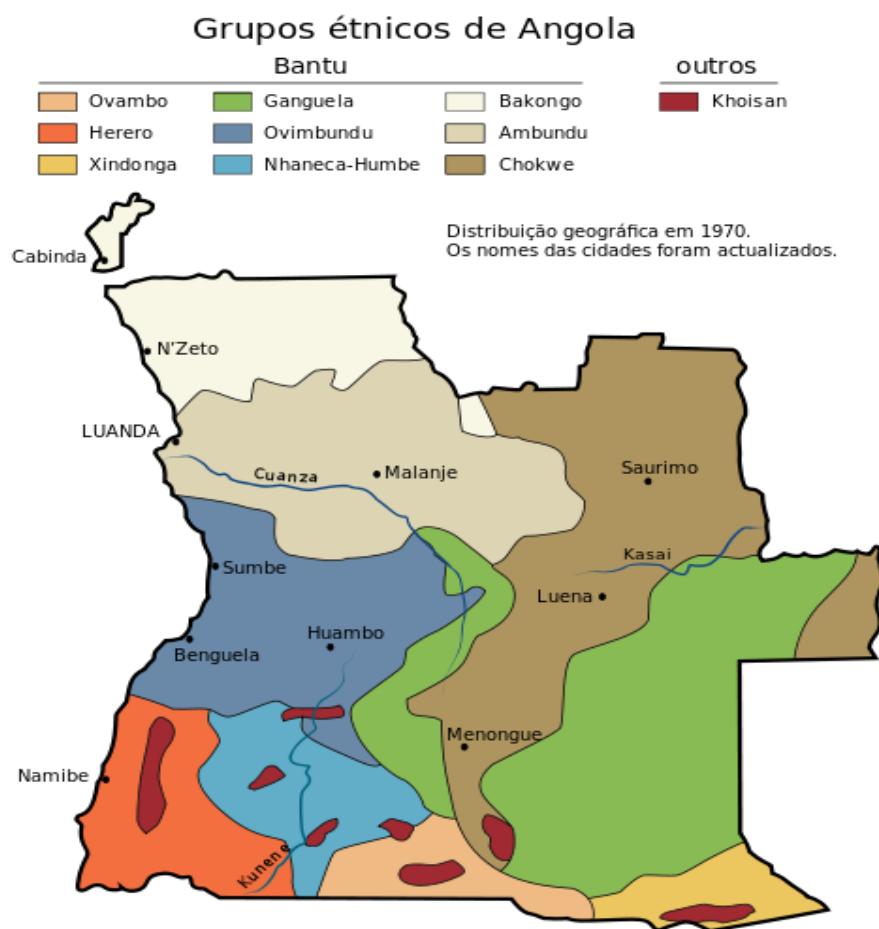 Grupos étnicos de Angola
Bantu
outros
Ovambo
Ganguela
Bakongo
Khoisan
Herero
Ovimbundu
Ambundu
Xindonga
Nhaneca-Humbe
Chokwe
Distribuição geográfica em 1970.
Os nomes das cidades foram actualizados.
Cabinda
N'Zeto
LUANDA
Cuanza
Malanje
Saurimo
Kasai
Sumbe
Luena
Huambo
Benguela
Menongue
Namibe
Kunene